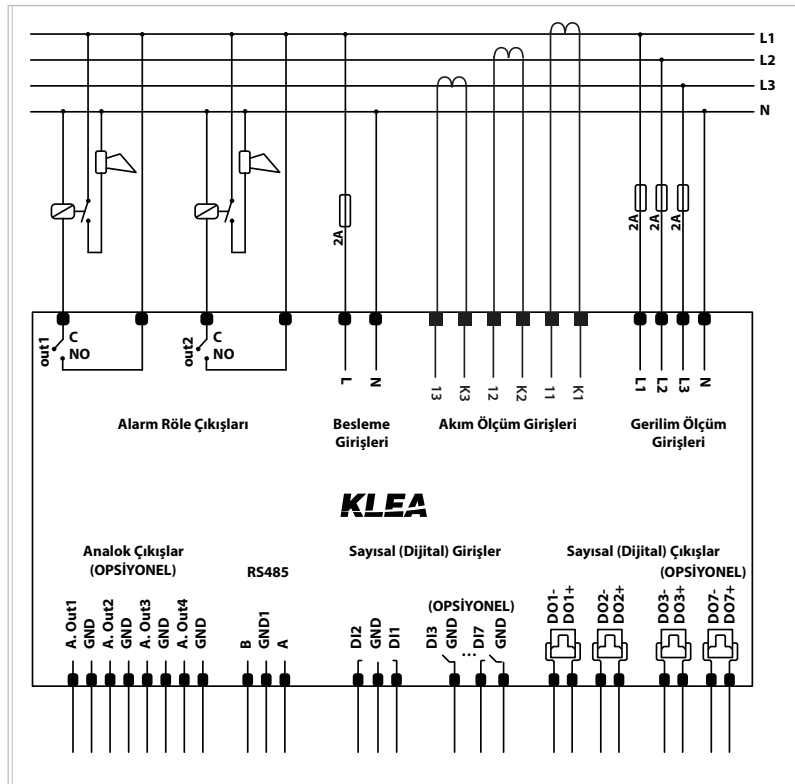 L1
L2
L3
N
2A
2A
2A
2A
out1
C
NO
out2
C
NO
L
N
13
K3
12
K2
11
K1
L1
L2
L3
N
Alarm Röle Çıkışları
Besleme
Girişleri
Akım Ölçüm Girişleri
Gerilim Ölçüm
Girişleri
KLEA
Analok Çıkışlar
(OPSİYONEL)
RS485
Sayısal (Dijital) Girişler
(OPSİYONEL)
Sayısal (Dijital) Çıkışlar
(OPSİYONEL)
A. Out1
GND
A. Out2
GND
A. Out3
GND
A. Out4
GND
B
GND1
A
DI2
GND
DI1
DI3
GND
...
DI7
GND
DO1-
DO1+
DO2-
DO2+
DO3-
DO3+
DO7-
DO7+